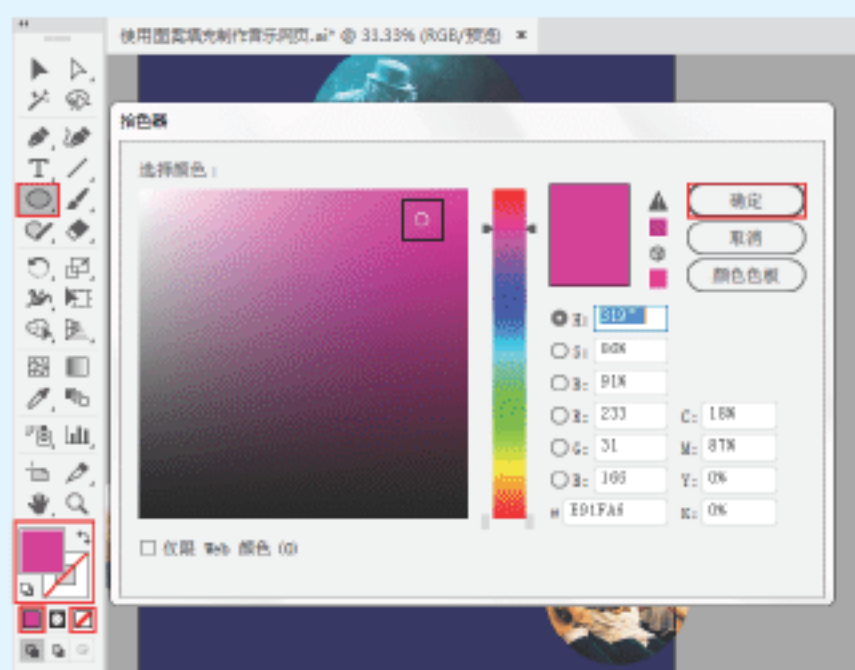 使用图案填充制作音乐网页.ai* @ 33.33% (RGB/预览) ×
拾色器
选择颜色:
确定
取消
颜色色板
H: 319°
S: 86%
B: 91%
R: 233 C: 18%
G: 31 M: 87%
B: 166 Y: 0%
# E91FA6 K: 0%
仅限 Web 颜色 (O)